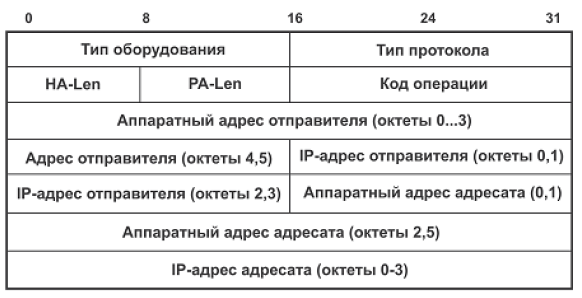 0 8 16 24 31
Тип оборудования Тип протокола
HA-Len PA-Len Код операции
Аппаратный адрес отправителя (октеты 0...3)
Адрес отправителя (октеты 4,5) IP-адрес отправителя (октеты 0,1)
IP-адрес отправителя (октеты 2,3) Аппаратный адрес адресата (0,1)
Аппаратный адрес адресата (октеты 2,5)
IP-адрес адресата (октеты 0-3)